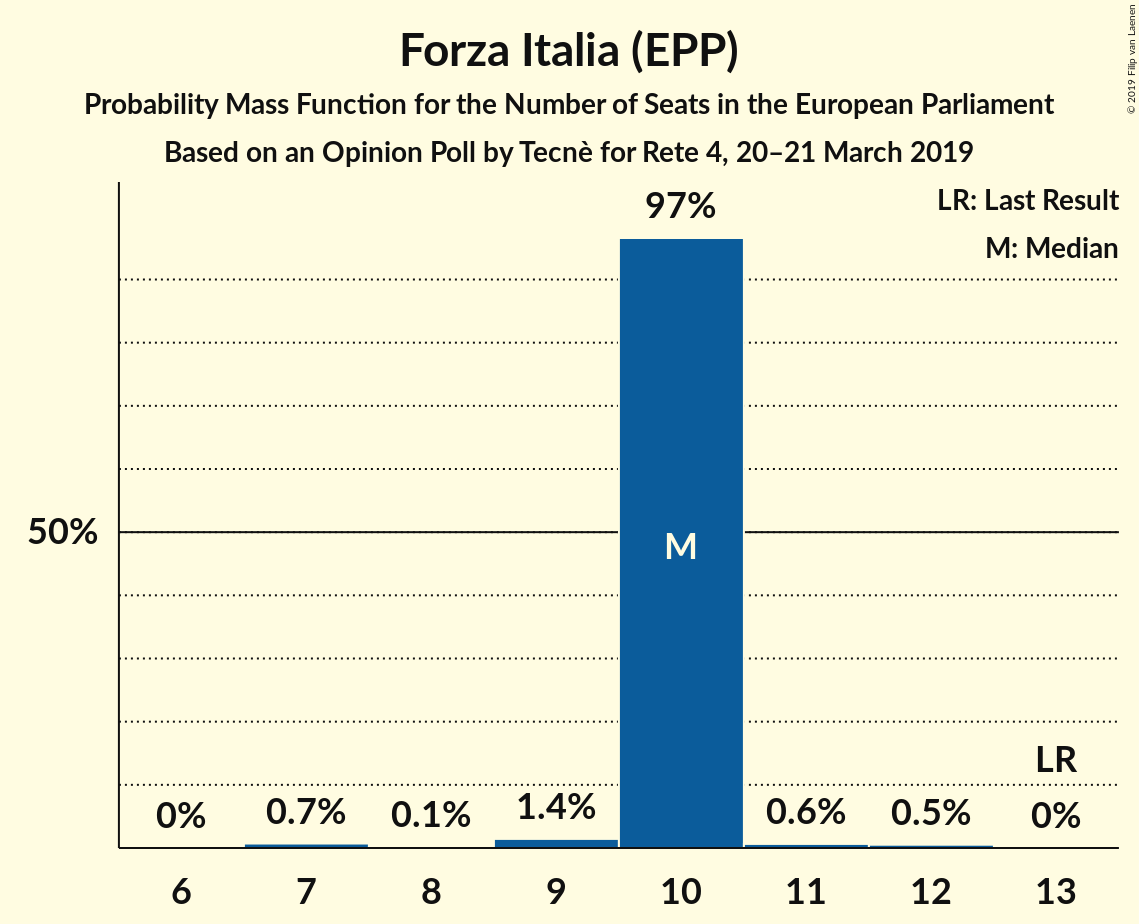 Forza Italia (EPP)
Probability Mass Function for the Number of Seats in the European Parliament
Based on an Opinion Poll by Tecnè for Rete 4, 20–21 March 2019
© 2019 Filip van Laenen
LR: Last Result
M: Median
97%
50%
M
LR
0%
0.7%
0.1%
1.4%
0.6%
0.5%
0%
6
7
8
9
10
11
12
13